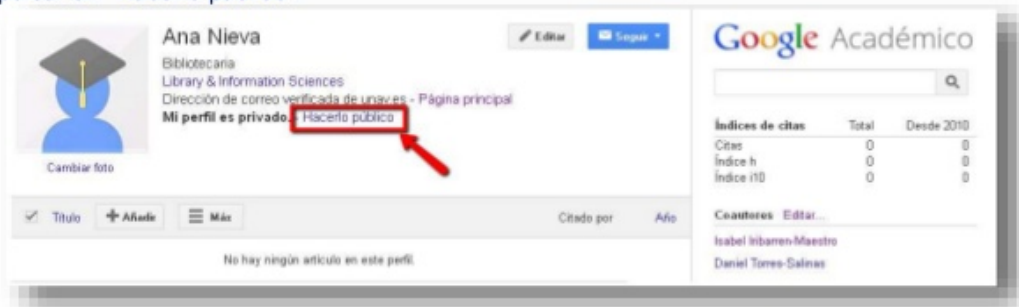 Ana Nieva
Editar
Seguir
Bibliotecaria
Library & Information Sciences
Dirección de correo verificada de unav.es - Página principal
Mi perfil es privado. - Hacerlo público
Cambiar foto
Título
Añadir
Más
Citado por
Año
No hay ningún artículo en este perfil.
Google Académico
Índices de citas Total Desde 2010
Citas 0 0
Índice h 0 0
Índice i10 0 0
Coautores Editar...
Isabel Iribarren-Maestro
Daniel Torres-Salinas